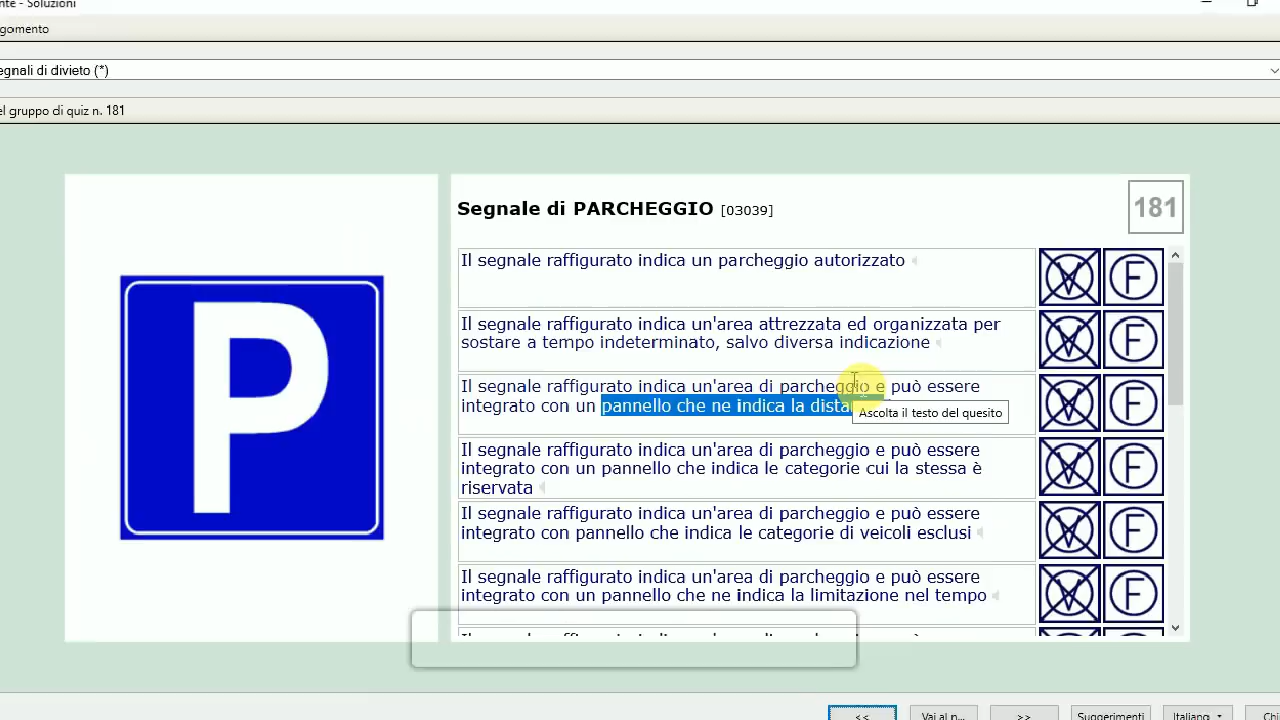 nte - Soluzioni
gomento
egnali di divieto (*)
el gruppo di quiz n. 181
Segnale di PARCHEGGIO [03039]
181
P
Il segnale raffigurato indica un parcheggio autorizzato
V F
Il segnale raffigurato indica un'area attrezzata ed organizzata per
sostare a tempo indeterminato, salvo diversa indicazione
V F
Il segnale raffigurato indica un'area di parcheggio e può essere
integrato con un pannello che ne indica la dista
Ascolta il testo del quesito
V F
Il segnale raffigurato indica un'area di parcheggio e può essere
integrato con un pannello che indica le categorie cui la stessa è
riservata
V F
Il segnale raffigurato indica un'area di parcheggio e può essere
integrato con pannello che indica le categorie di veicoli esclusi
V F
Il segnale raffigurato indica un'area di parcheggio e può essere
integrato con un pannello che ne indica la limitazione nel tempo
V F
<< Vai al n... >> Suggerimenti Italiano Chi